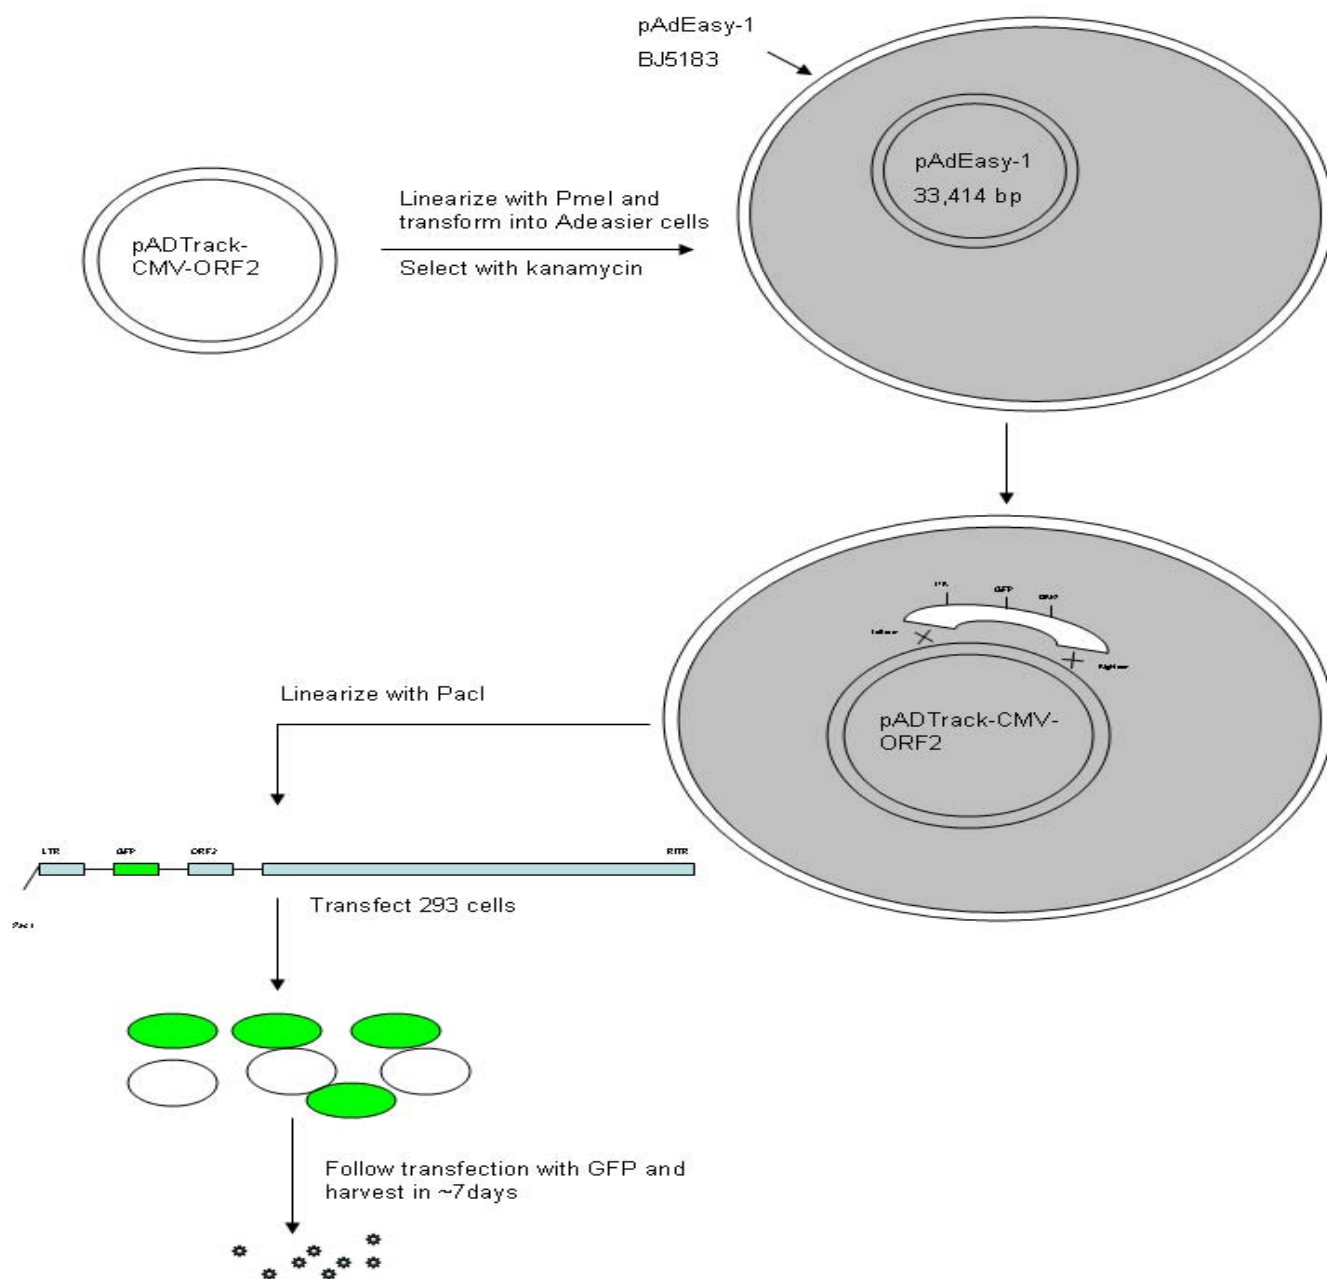 pAdEasy-1
BJ5183
pAdEasy-1
33,414 bp
pADTrack-
CMV-ORF2
Linearize with PmeI and
transform into Adeasier cells
Select with kanamycin
GFP
pADTrack-CMV-
ORF2
Linearize with PacI
LTR
GFP
ORF2
RITR
PacI
Transfect 293 cells
Follow transfection with GFP and
harvest in ~7days